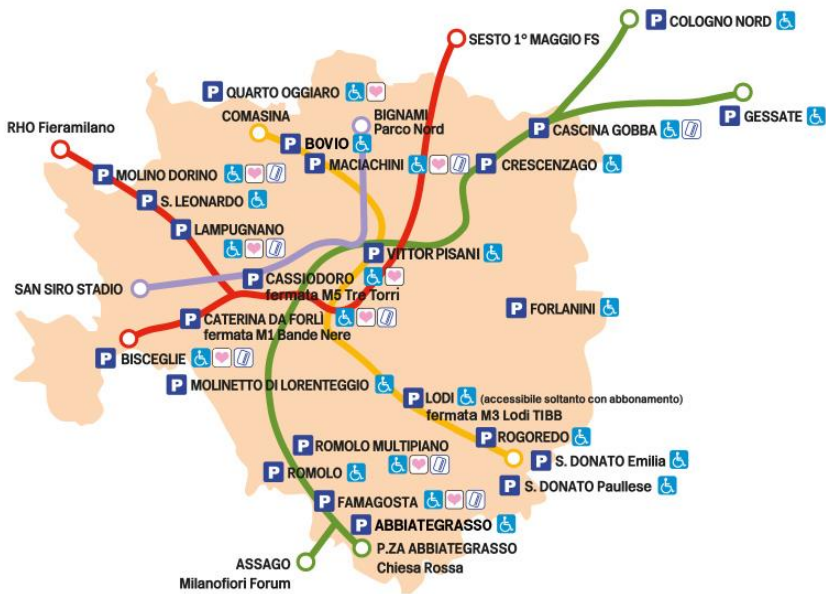 SESTO 1° MAGGIO FS
P COLOGNO NORD
P QUARTO OGGIARO
P GESSATE
COMASINA
BIGNAMI
Parco Nord
RHO Fieramilano
P CASCINA GOBBA
P BOVIO
P MACIACHINI
P CRESCENZAGO
P MOLINO DORINO
P S. LEONARDO
P LAMPUGNANO
P VITTOR PISANI
P CASSIODORO
fermata M5 Tre Torri
SAN SIRO STADIO
P FORLANINI
P CATERINA DA FORLÌ
fermata M1 Bande Nere
P BISCEGLIE
P MOLINETTO DI LORENTEGGIO
P LODI (accessibile soltanto con abbonamento)
fermata M3 Lodi TIBB
P ROGOREDO
P ROMOLO MULTIPIANO
P S. DONATO Emilia
P ROMOLO
P S. DONATO Paullese
P FAMAGOSTA
P ABBIATEGRASSO
P.ZA ABBIATEGRASSO
Chiesa Rossa
ASSAGO
Milanofiori Forum